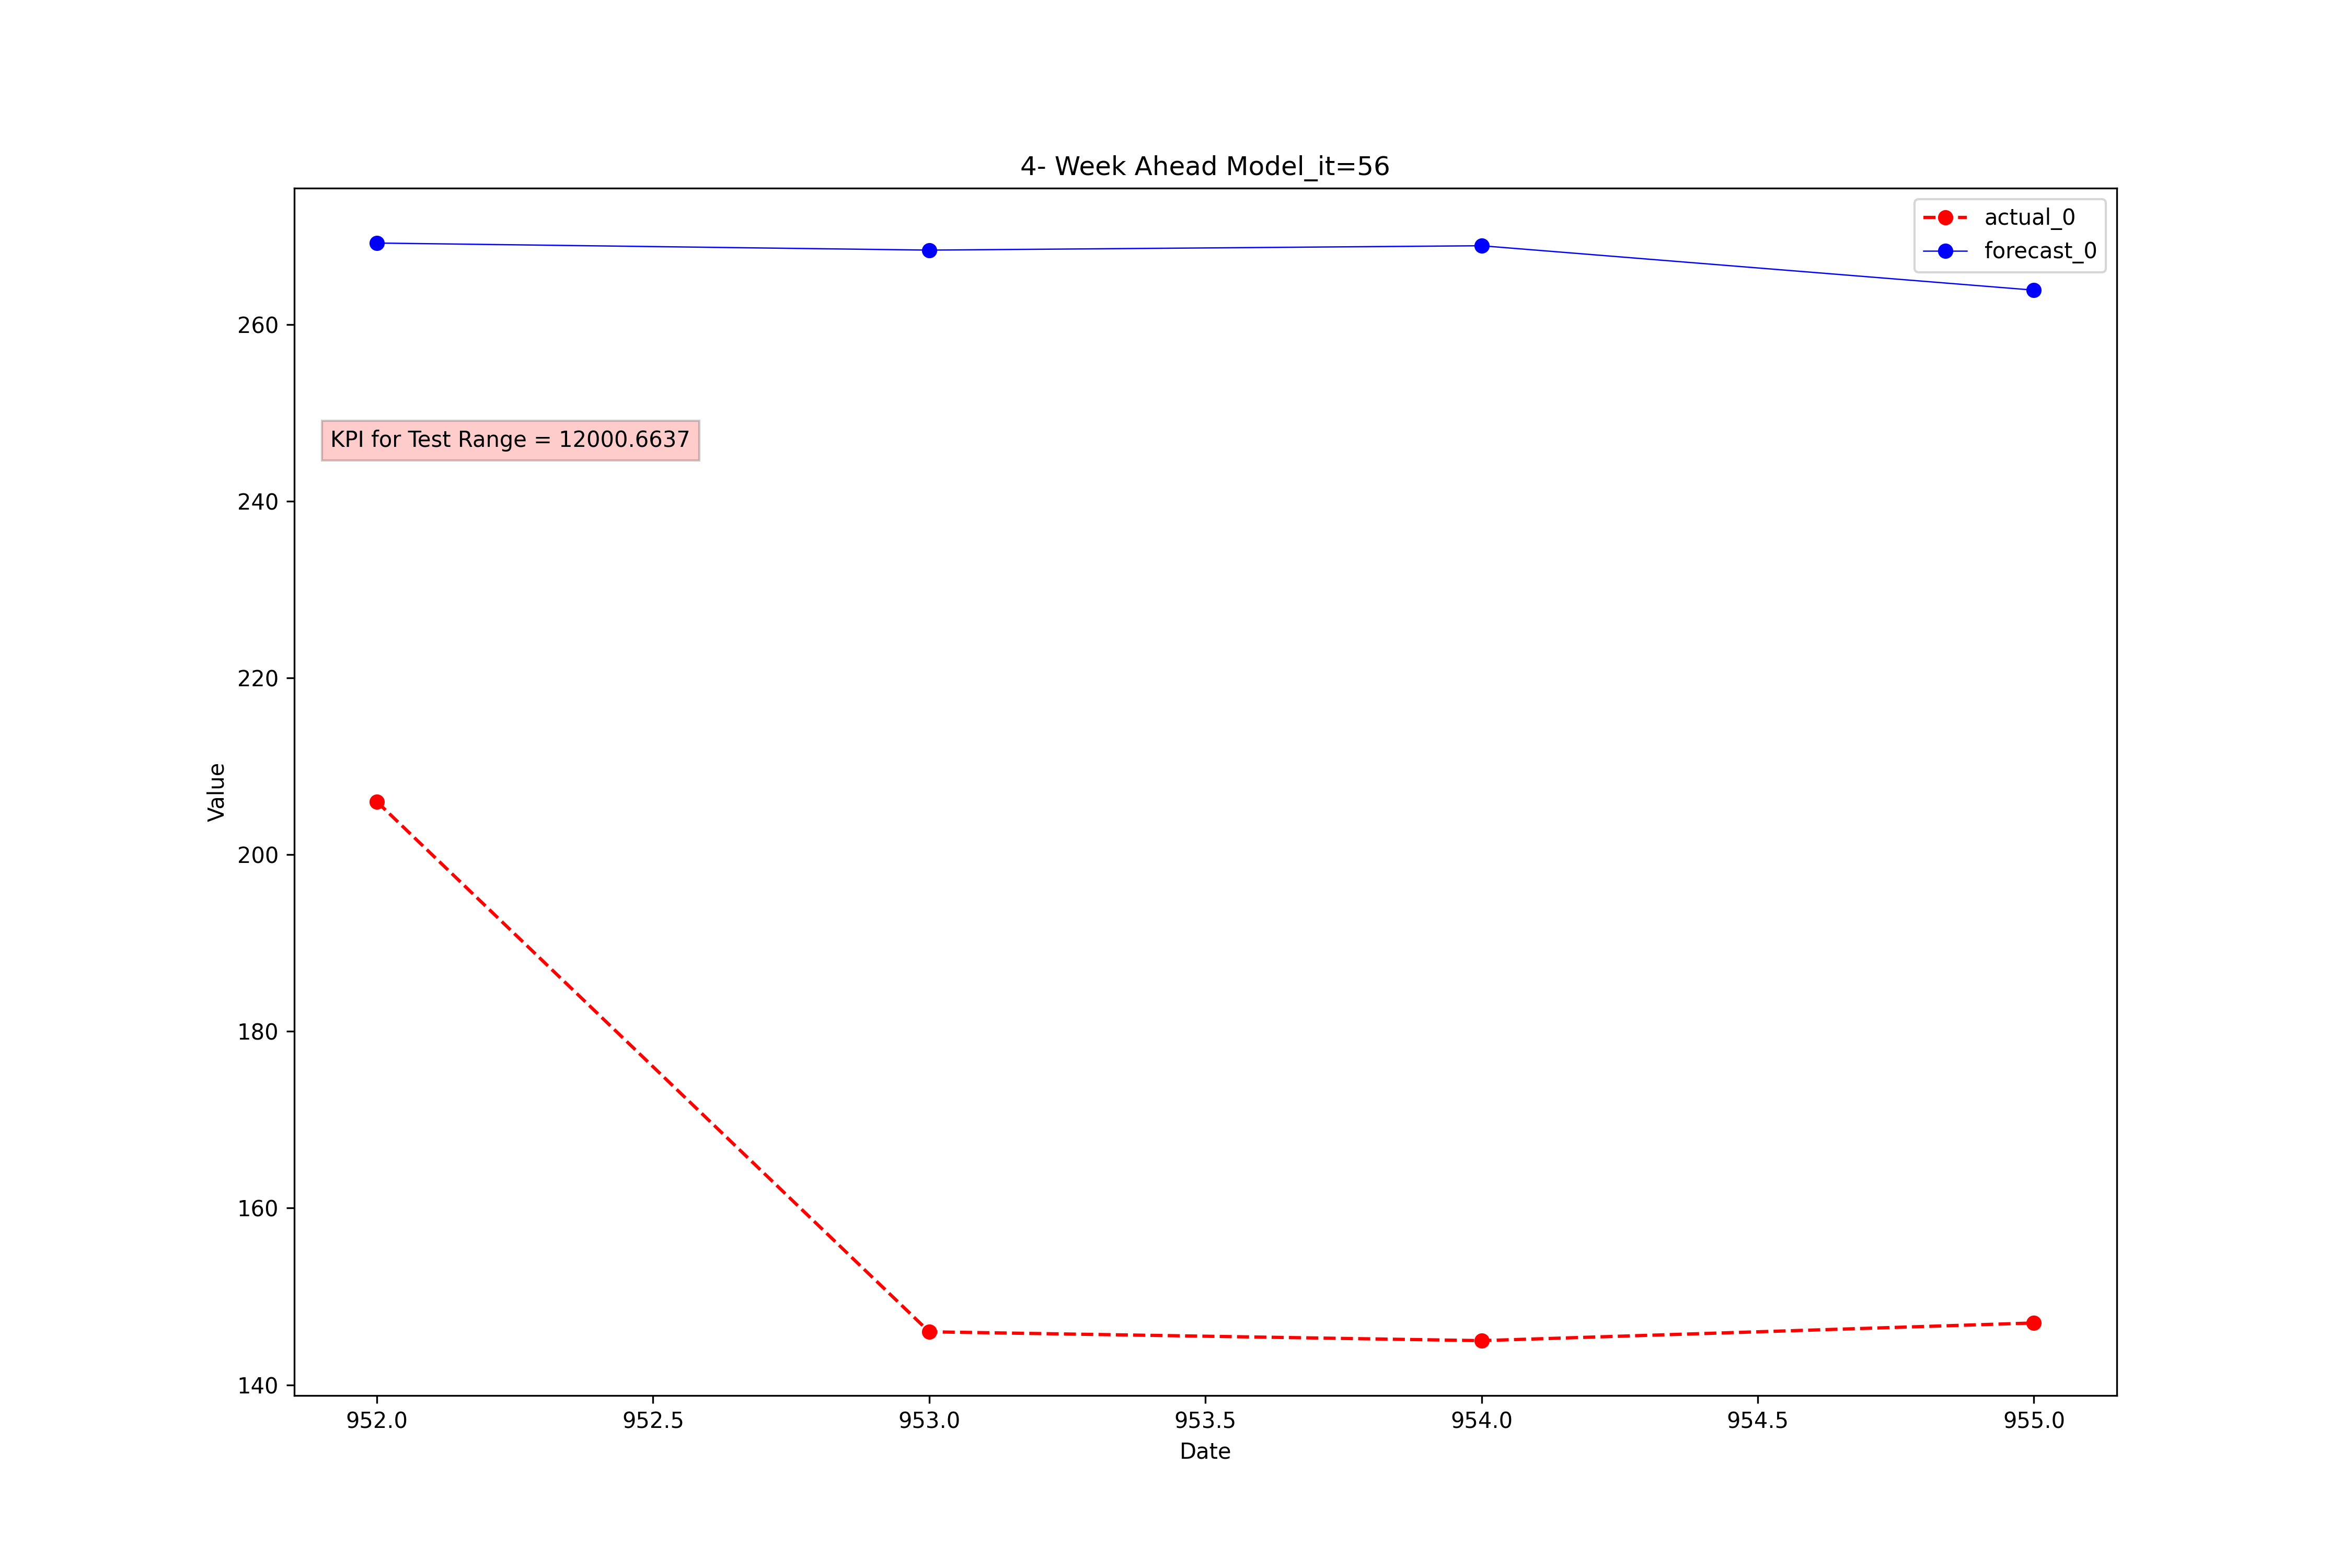 4- Week Ahead Model_it=56
actual_0
forecast_0
KPI for Test Range = 12000.6637
260
240
220
200
180
160
140
Value
952.0 952.5 953.0 953.5 954.0 954.5 955.0
Date